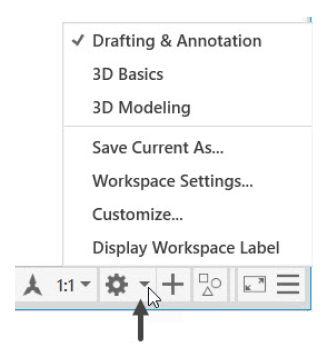 Drafting & Annotation
3D Basics
3D Modeling
Save Current As...
Workspace Settings...
Customize...
Display Workspace Label
1:1